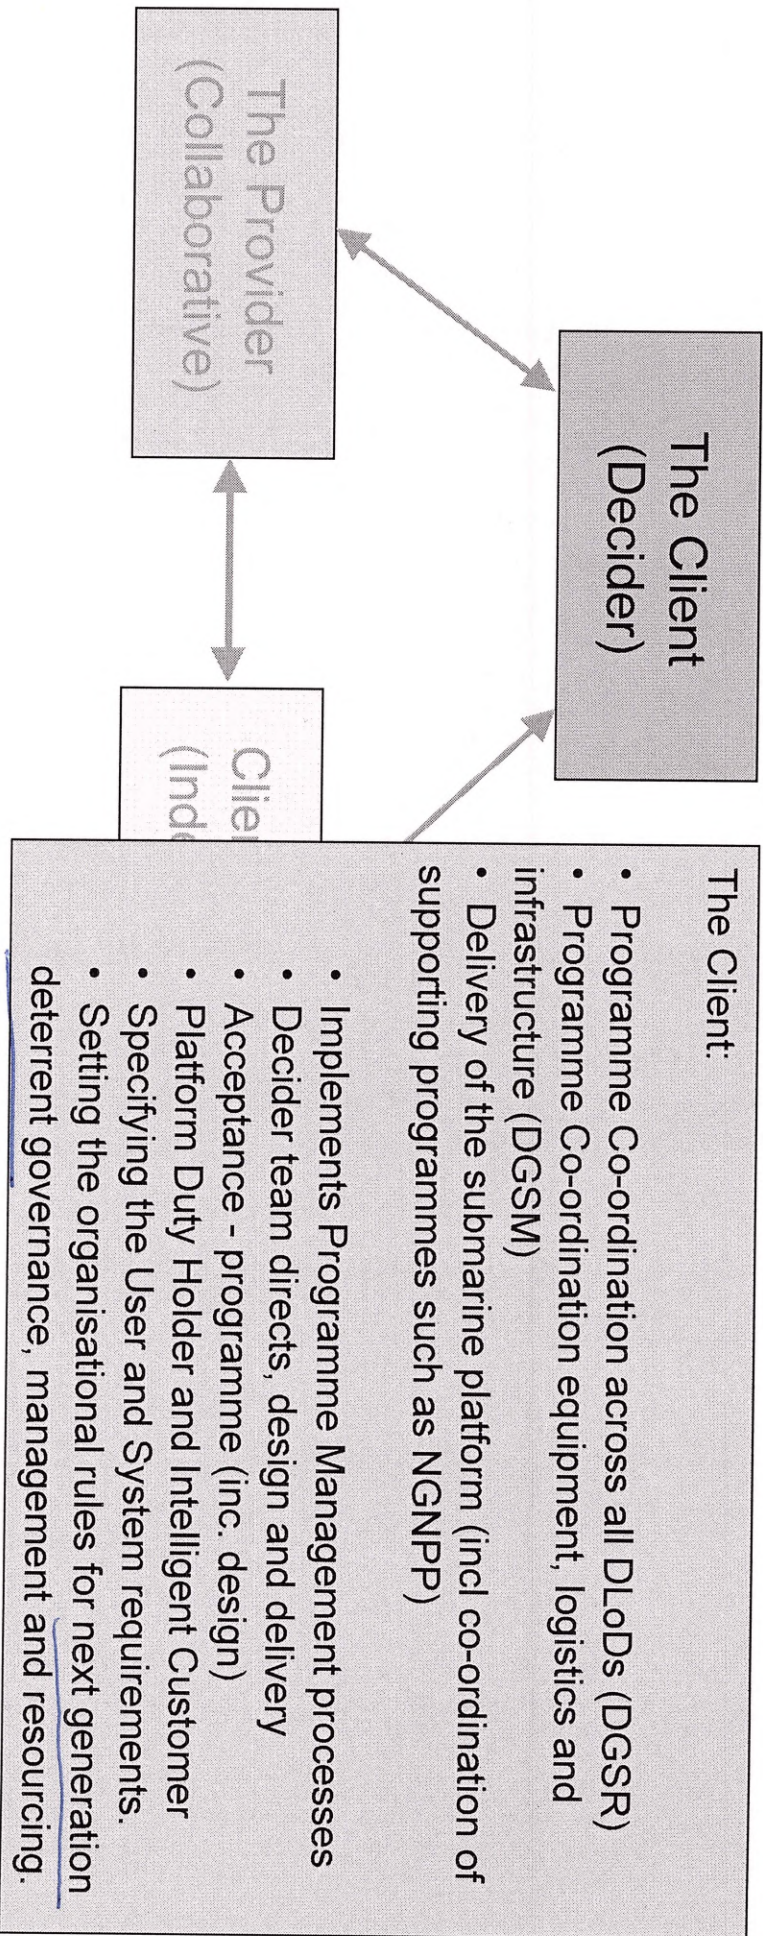 The Client
(Decider)
The Provider
(Collaborative)
The Client:
• Programme Co-ordination across all DLoDs (DGSR)
• Programme Co-ordination equipment, logistics and
infrastructure (DGSM)
• Delivery of the submarine platform (incl co-ordination of
supporting programmes such as NGNPP)
• Implements Programme Management processes
• Decider team directs, design and delivery
• Acceptance - programme (inc. design)
• Platform Duty Holder and Intelligent Customer
• Specifying the User and System requirements.
• Setting the organisational rules for next generation
deterrent governance, management and resourcing.